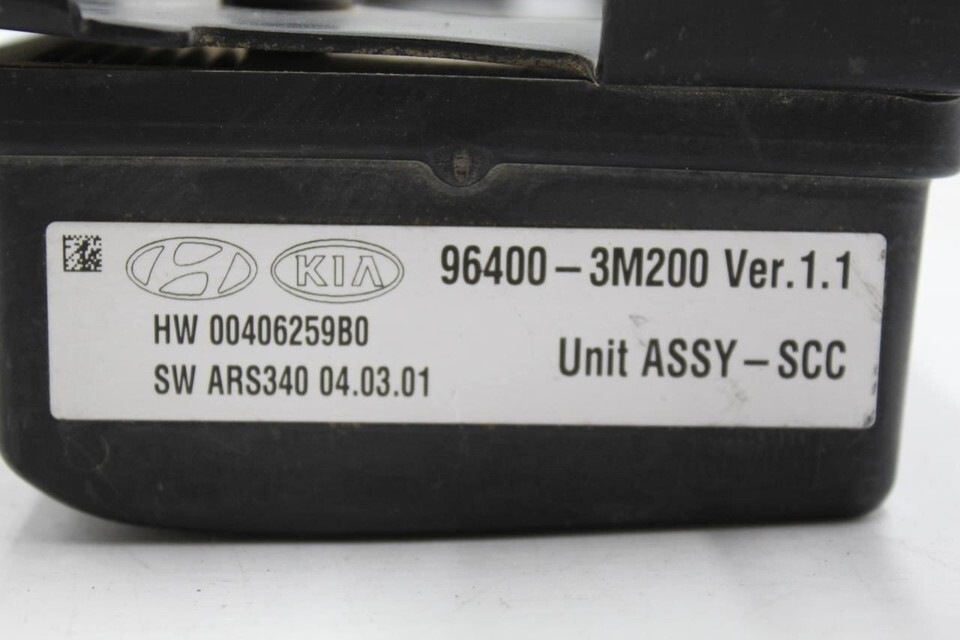 KIA 96400-3M200 Ver.1.1
HW 00406259B0
Unit ASSY-SCC
SW ARS340 04.03.01